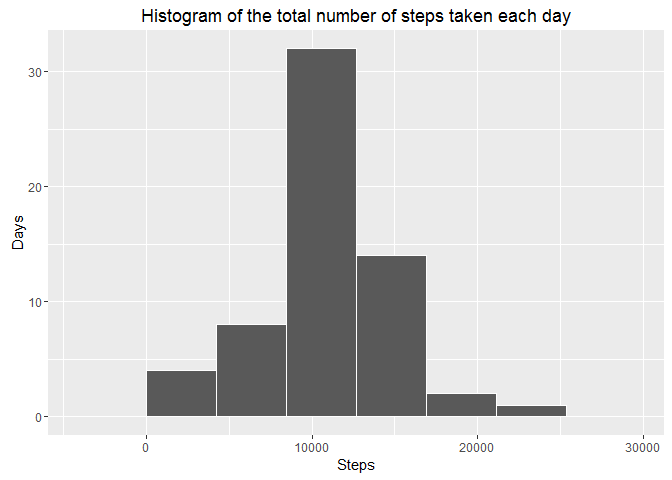 Histogram of the total number of steps taken each day
30
20
10
0
Days
0 10000 20000 30000
Steps